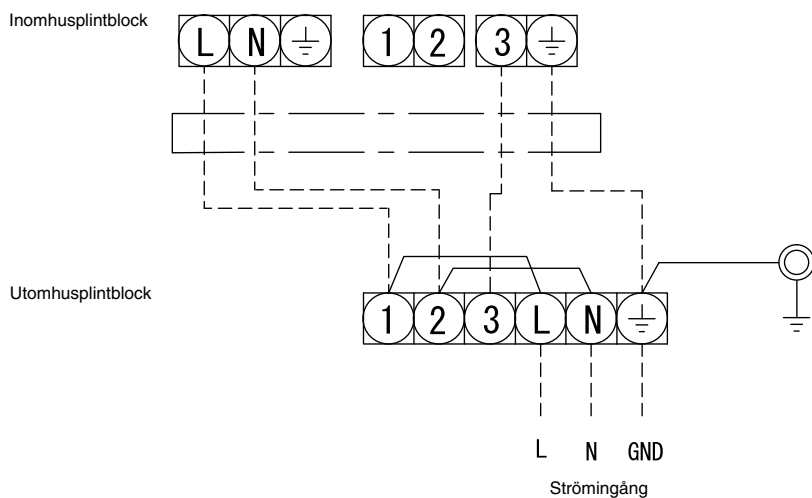 Inomhusplintblock
L N 1 2 3
Utomhusplintblock
1 2 3 L N
L N GND
Strömingång